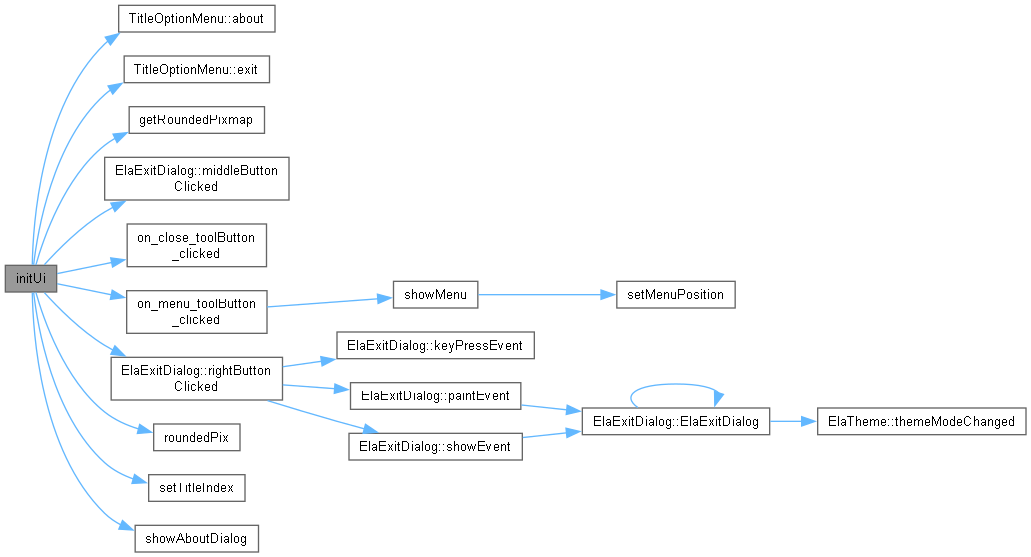 TitleOptionMenu::about
TitleOptionMenu::exit
getRoundedPixmap
ElaExitDialog::middleButton
Clicked
on_close_toolButton
_clicked
initUi
on_menu_toolButton
_clicked
showMenu
setMenuPosition
ElaExitDialog::rightButton
Clicked
ElaExitDialog::keyPressEvent
ElaExitDialog::paintEvent
ElaExitDialog::showEvent
ElaExitDialog::ElaExitDialog
ElaTheme::themeModeChanged
roundedPix
setTitleIndex
showAboutDialog